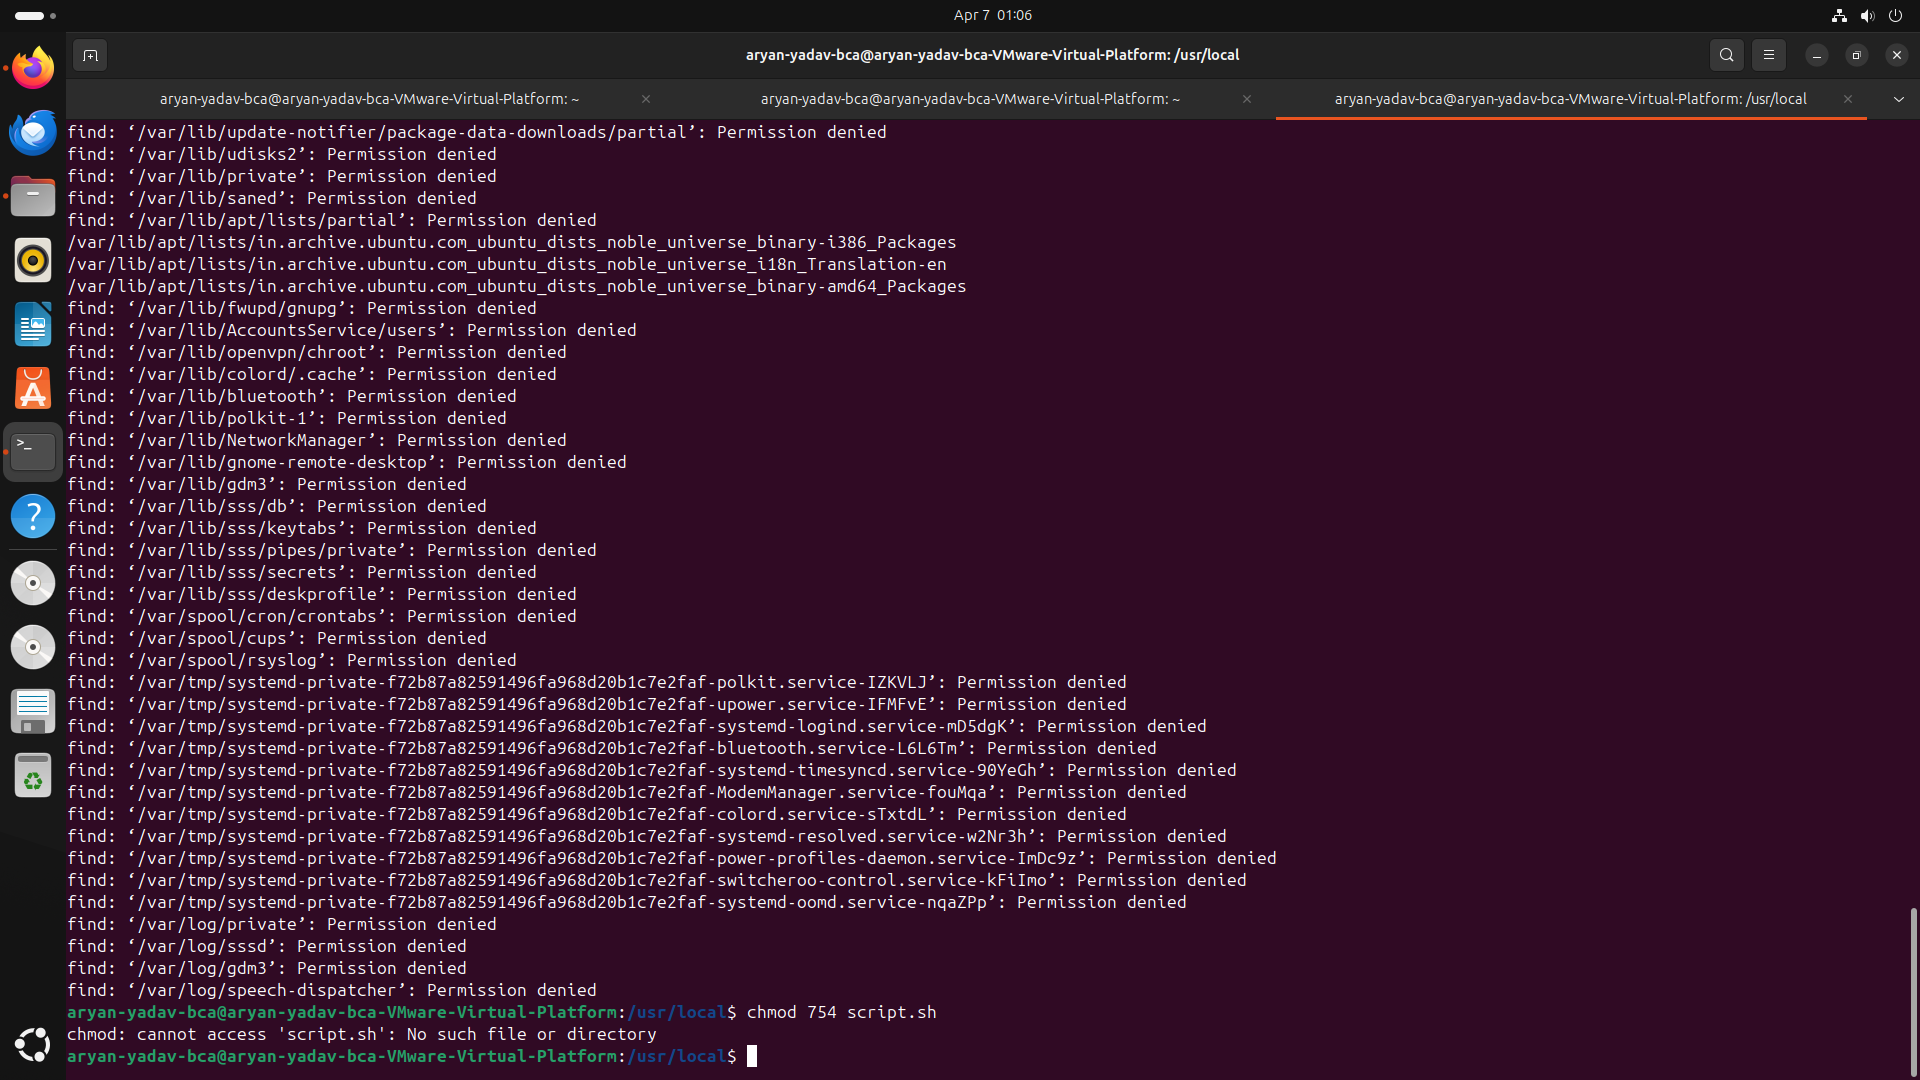 Apr 7 01:06
aryan-yadav-bca@aryan-yadav-bca-VMware-Virtual-Platform: /usr/local
aryan-yadav-bca@aryan-yadav-bca-VMware-Virtual-Platform: ~
aryan-yadav-bca@aryan-yadav-bca-VMware-Virtual-Platform: ~
aryan-yadav-bca@aryan-yadav-bca-VMware-Virtual-Platform: /usr/local
find: ‘/var/lib/update-notifier/package-data-downloads/partial’: Permission denied
find: ‘/var/lib/udisks2’: Permission denied
find: ‘/var/lib/private’: Permission denied
find: ‘/var/lib/saned’: Permission denied
find: ‘/var/lib/apt/lists/partial’: Permission denied
/var/lib/apt/lists/in.archive.ubuntu.com_ubuntu_dists_noble_universe_binary-i386_Packages
/var/lib/apt/lists/in.archive.ubuntu.com_ubuntu_dists_noble_universe_i18n_Translation-en
/var/lib/apt/lists/in.archive.ubuntu.com_ubuntu_dists_noble_universe_binary-amd64_Packages
find: ‘/var/lib/fwupd/gnupg’: Permission denied
find: ‘/var/lib/AccountsService/users’: Permission denied
find: ‘/var/lib/openvpn/chroot’: Permission denied
find: ‘/var/lib/colord/.cache’: Permission denied
find: ‘/var/lib/bluetooth’: Permission denied
find: ‘/var/lib/polkit-1’: Permission denied
find: ‘/var/lib/NetworkManager’: Permission denied
find: ‘/var/lib/gnome-remote-desktop’: Permission denied
find: ‘/var/lib/gdm3’: Permission denied
find: ‘/var/lib/sss/db’: Permission denied
find: ‘/var/lib/sss/keytabs’: Permission denied
find: ‘/var/lib/sss/pipes/private’: Permission denied
find: ‘/var/lib/sss/secrets’: Permission denied
find: ‘/var/lib/sss/deskprofile’: Permission denied
find: ‘/var/spool/cron/crontabs’: Permission denied
find: ‘/var/spool/cups’: Permission denied
find: ‘/var/spool/rsyslog’: Permission denied
find: ‘/var/tmp/systemd-private-f72b87a82591496fa968d20b1c7e2faf-polkit.service-IZKVLJ’: Permission denied
find: ‘/var/tmp/systemd-private-f72b87a82591496fa968d20b1c7e2faf-upower.service-IFMFvE’: Permission denied
find: ‘/var/tmp/systemd-private-f72b87a82591496fa968d20b1c7e2faf-systemd-logind.service-mD5dgK’: Permission denied
find: ‘/var/tmp/systemd-private-f72b87a82591496fa968d20b1c7e2faf-bluetooth.service-L6L6Tm’: Permission denied
find: ‘/var/tmp/systemd-private-f72b87a82591496fa968d20b1c7e2faf-systemd-timesyncd.service-90YeGh’: Permission denied
find: ‘/var/tmp/systemd-private-f72b87a82591496fa968d20b1c7e2faf-ModemManager.service-fouMqa’: Permission denied
find: ‘/var/tmp/systemd-private-f72b87a82591496fa968d20b1c7e2faf-colord.service-sTxtdL’: Permission denied
find: ‘/var/tmp/systemd-private-f72b87a82591496fa968d20b1c7e2faf-systemd-resolved.service-w2Nr3h’: Permission denied
find: ‘/var/tmp/systemd-private-f72b87a82591496fa968d20b1c7e2faf-power-profiles-daemon.service-ImDc9z’: Permission denied
find: ‘/var/tmp/systemd-private-f72b87a82591496fa968d20b1c7e2faf-switcheroo-control.service-kFiImo’: Permission denied
find: ‘/var/tmp/systemd-private-f72b87a82591496fa968d20b1c7e2faf-systemd-oomd.service-nqaZPp’: Permission denied
find: ‘/var/log/private’: Permission denied
find: ‘/var/log/sssd’: Permission denied
find: ‘/var/log/gdm3’: Permission denied
find: ‘/var/log/speech-dispatcher’: Permission denied
aryan-yadav-bca@aryan-yadav-bca-VMware-Virtual-Platform:/usr/local$ chmod 754 script.sh
chmod: cannot access 'script.sh': No such file or directory
aryan-yadav-bca@aryan-yadav-bca-VMware-Virtual-Platform:/usr/local$